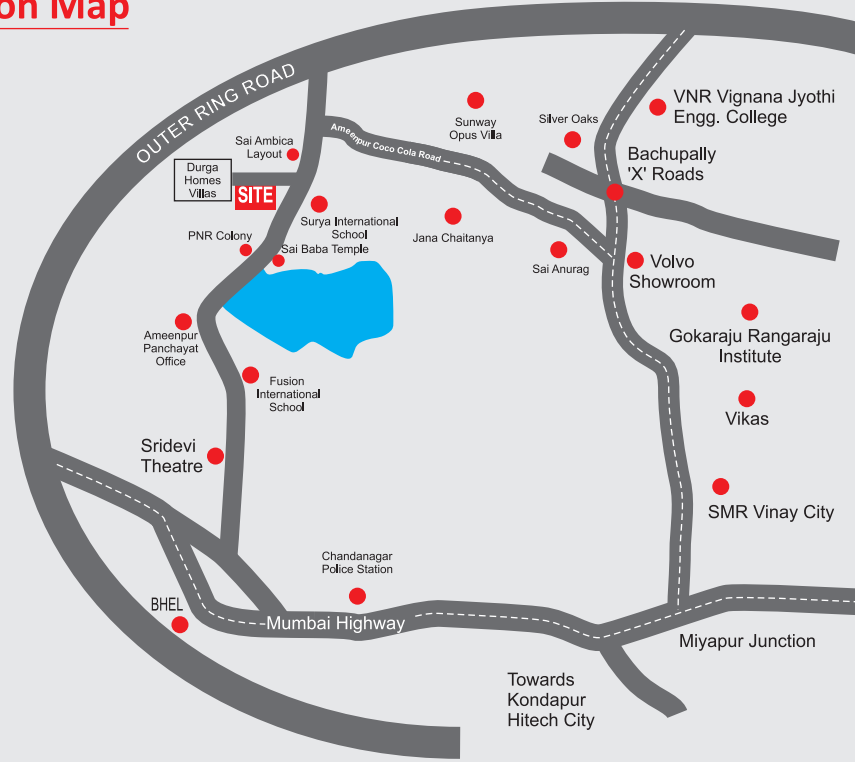 on Map
OUTER RING ROAD
Sai Ambica
Layout
Durga
Homes
Villas
SITE
Ameenpur Coco Cola Road
Sunway
Opus Villa
Silver Oaks
VNR Vignana Jyothi
Engg. College
Bachupally
'X' Roads
Surya International
School
PNR Colony
Sai Baba Temple
Jana Chaitanya
Sai Anurag
Volvo
Showroom
Ameenpur
Panchayat
Office
Gokaraju Rangaraju
Institute
Fusion
International
School
Vikas
Sridevi
Theatre
SMR Vinay City
Chandanagar
Police Station
BHEL
Mumbai Highway
Miyapur Junction
Towards
Kondapur
Hitech City